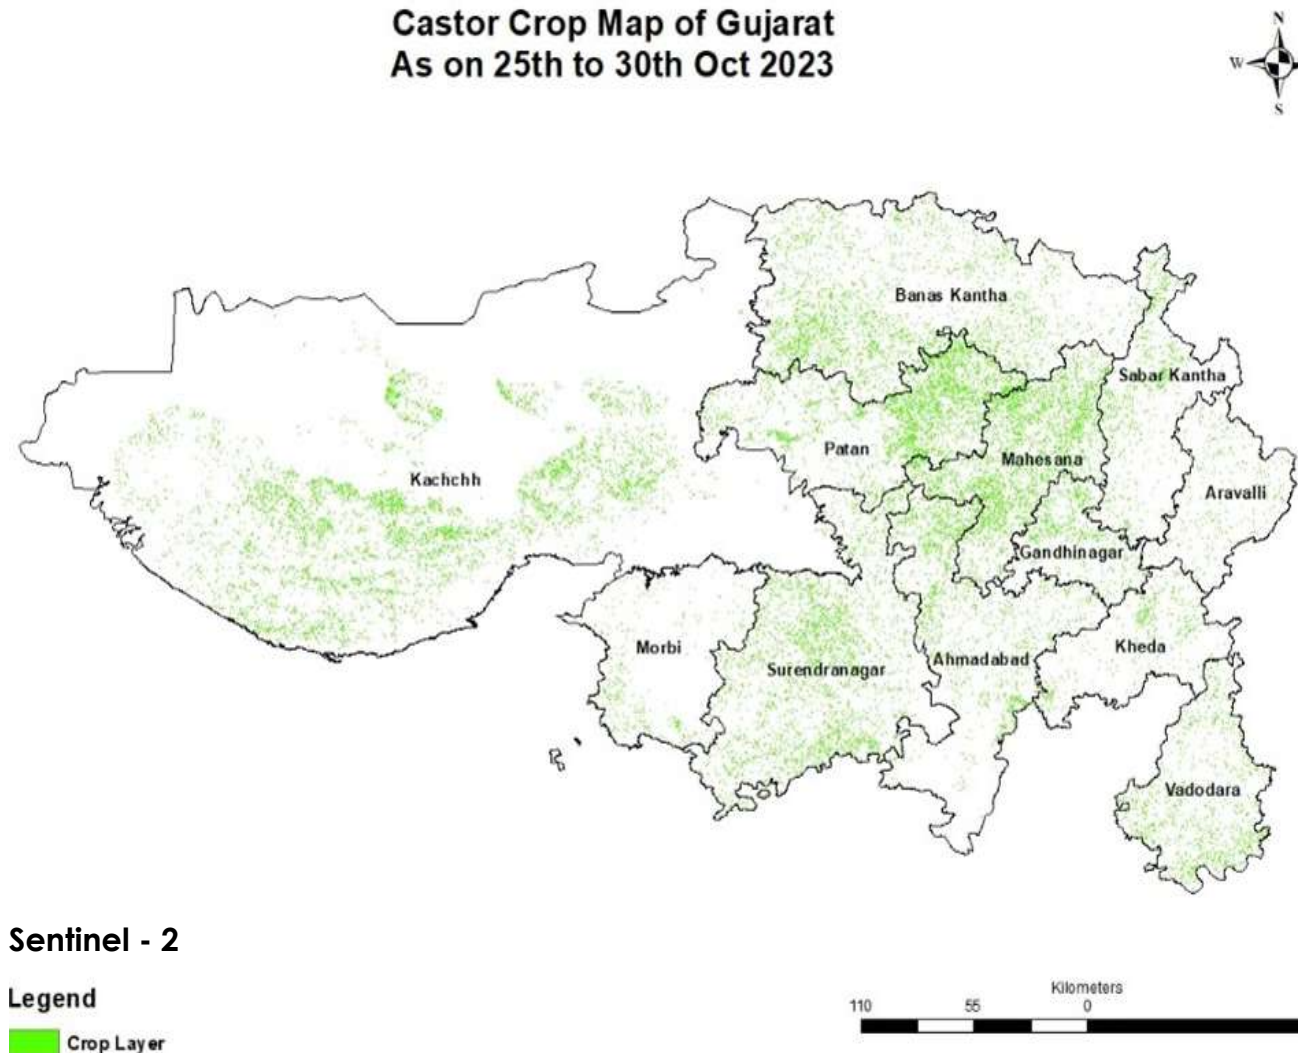 Castor Crop Map of Gujarat
As on 25th to 30th Oct 2023
N
W
S
Banas Kantha
Sabar Kantha
Patan
Mahesana
Kachchh
Aravalli
Gandhinagar
Morbi
Surendranagar
Ahmadabad
Kheda
Vadodara
Sentinel - 2
Legend
Crop Layer
Kilometers
110 55 0